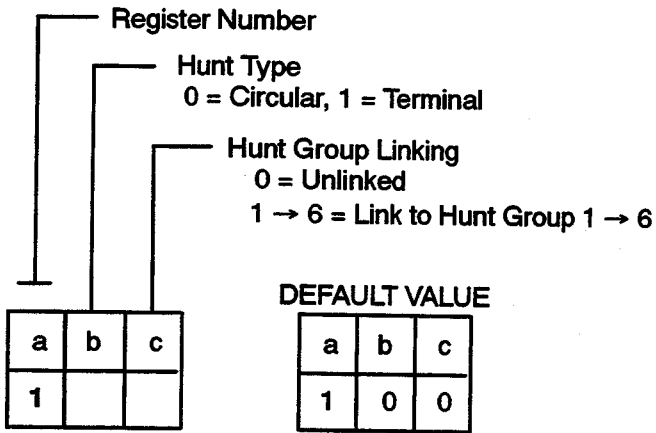 Register Number
Hunt Type
0 = Circular, 1 = Terminal
Hunt Group Linking
0 = Unlinked
1 → 6 = Link to Hunt Group 1 → 6
DEFAULT VALUE
a b c
1
a b c
1 0 0